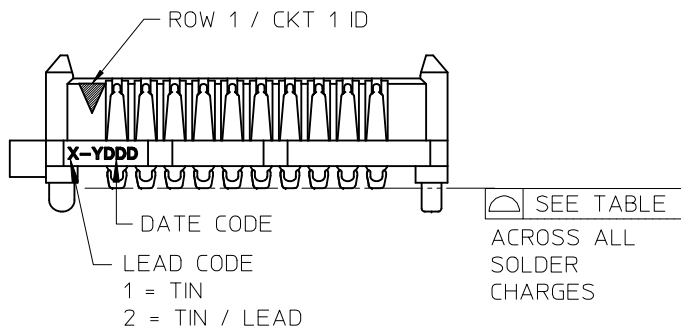 ROW 1 / CKT 1 ID
X-YDDD
DATE CODE
LEAD CODE
1 = TIN
2 = TIN / LEAD
SEE TABLE
ACROSS ALL
SOLDER
CHARGES